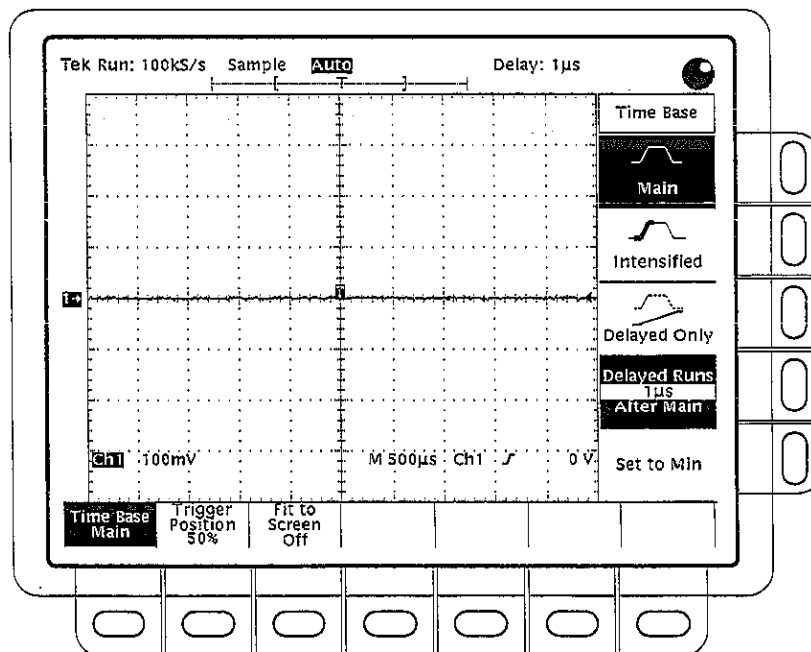 Tek Run: 100kS/s Sample Auto Delay: 1µs
Time Base
Main
Intensified
1→
Delayed Only
Delayed Runs
1µs
After Main
Ch1 100mV M 500µs Ch1 0 V
Set to Min
Time Base
Main
Trigger
Position
50%
Fit to
Screen
Off